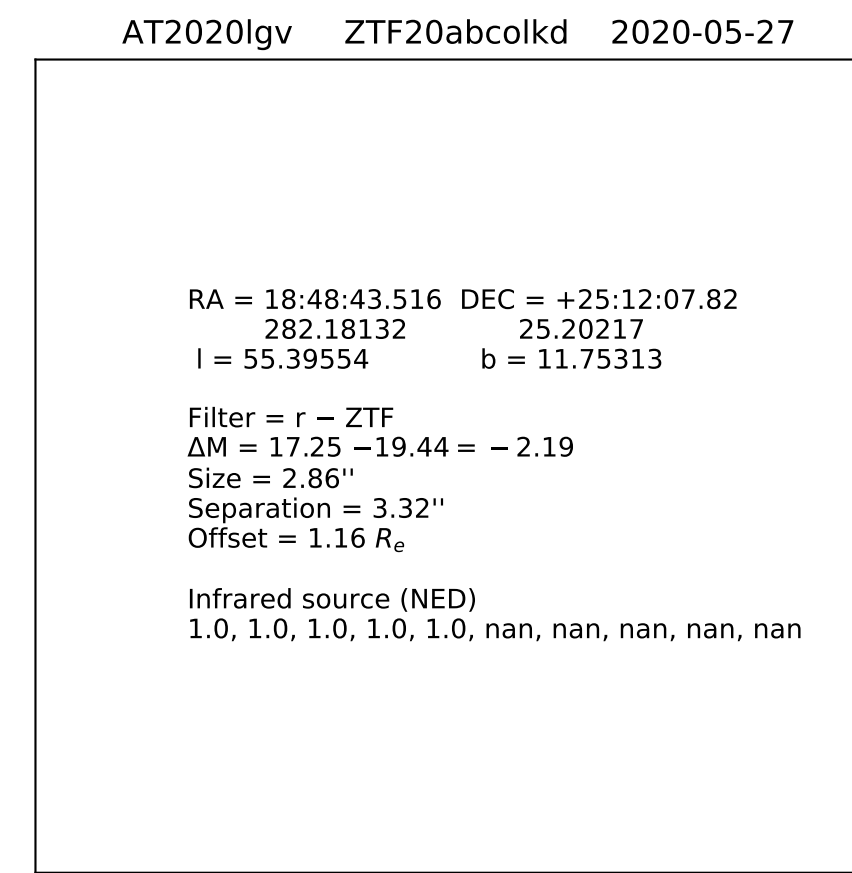 AT2020lgv ZTF20abcolkd 2020-05-27
RA = 18:48:43.516 DEC = +25:12:07.82
282.18132 25.20217
l = 55.39554 b = 11.75313
Filter = r − ZTF
ΔM = 17.25 −19.44 = − 2.19
Size = 2.86''
Separation = 3.32''
Offset = 1.16 Re
Infrared source (NED)
1.0, 1.0, 1.0, 1.0, 1.0, nan, nan, nan, nan, nan